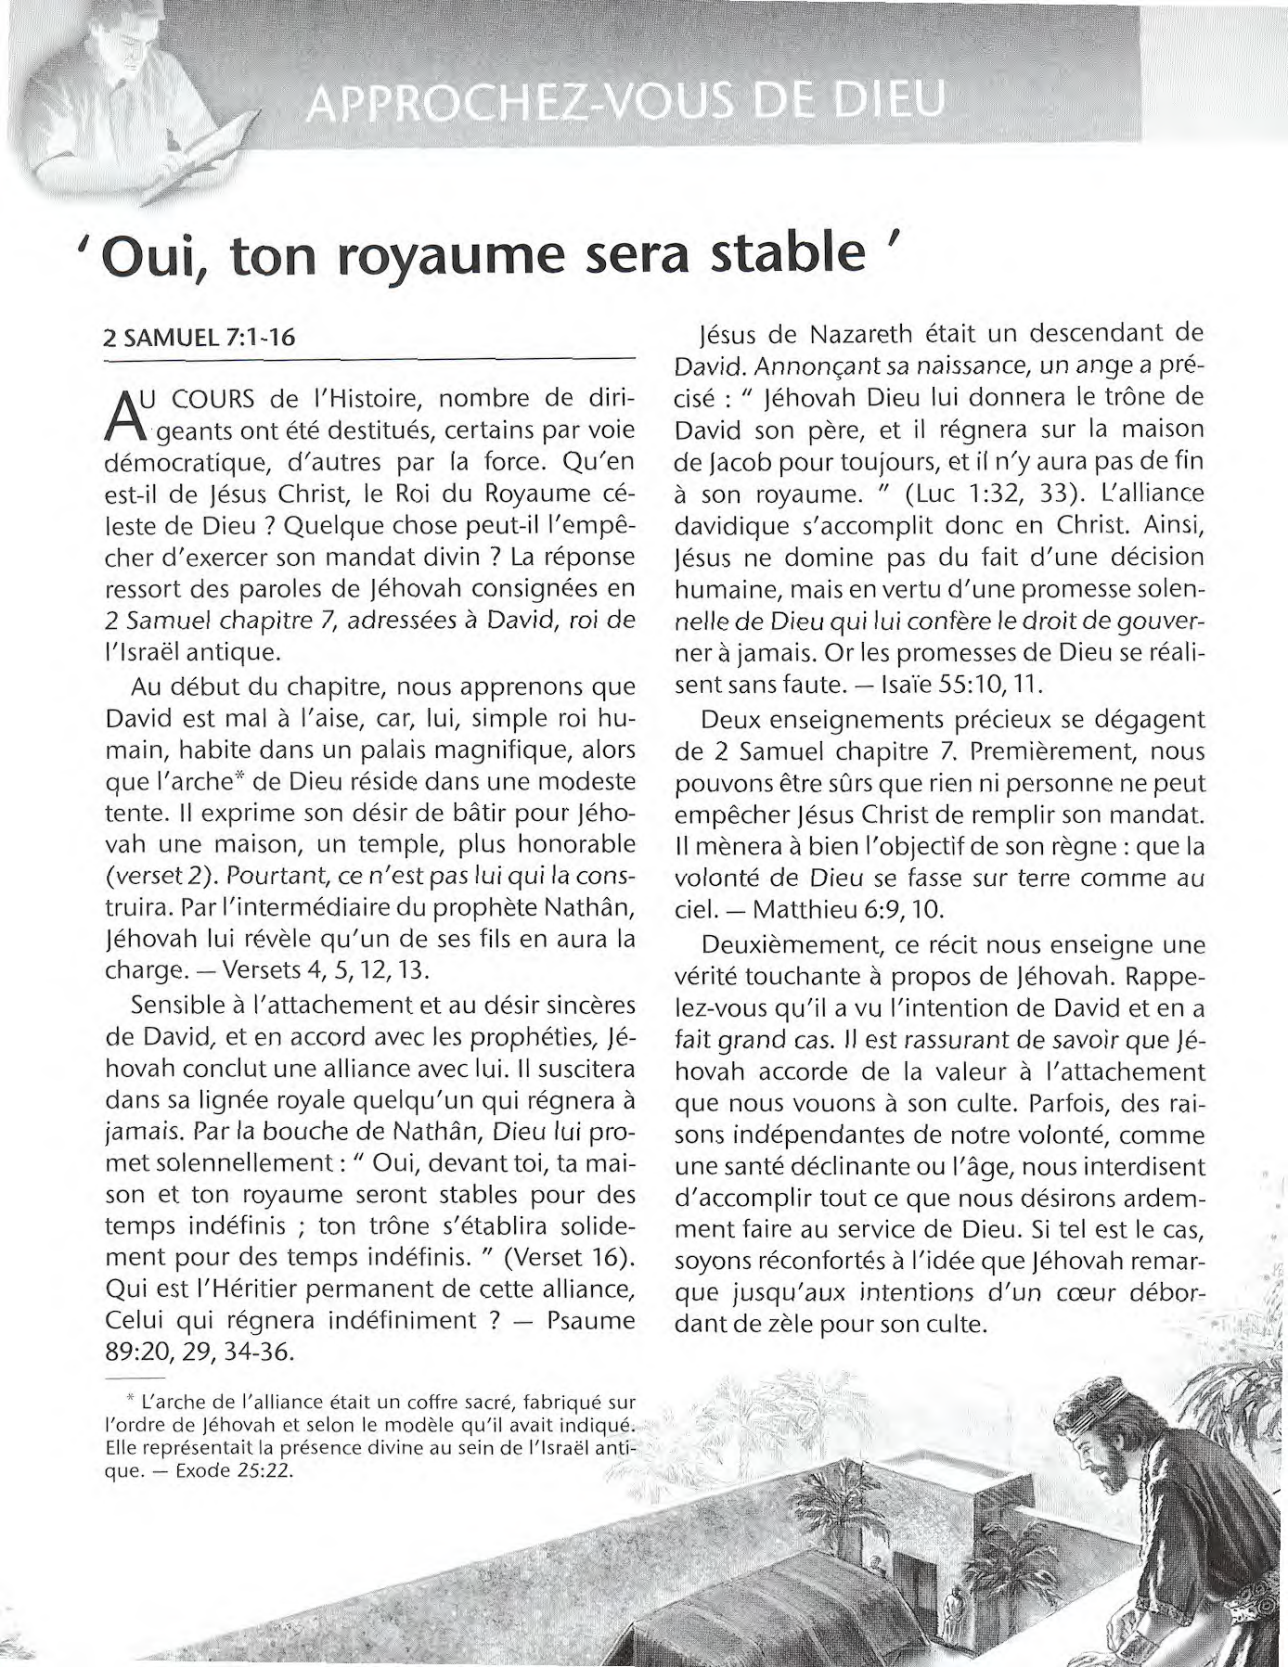 APPROCHEZ-VOUS DE DIEU
‘ Oui, ton royaume sera stable ’
2 SAMUEL 7:1-16
AU COURS de l’Histoire, nombre de diri-
geants ont été destitués, certains par voie
démocratique, d’autres par la force. Qu’en
est-il de Jésus Christ, le Roi du Royaume cé-
leste de Dieu ? Quelque chose peut-il l’empê-
cher d’exercer son mandat divin ? La réponse
ressort des paroles de Jéhovah consignées en
2 Samuel chapitre 7, adressées à David, roi de
l’Israël antique.
Au début du chapitre, nous apprenons que
David est mal à l’aise, car, lui, simple roi hu-
main, habite dans un palais magnifique, alors
que l’arche* de Dieu réside dans une modeste
tente. Il exprime son désir de bâtir pour Jého-
vah une maison, un temple, plus honorable
(verset 2). Pourtant, ce n’est pas lui qui la cons-
truira. Par l’intermédiaire du prophète Nathân,
Jéhovah lui révèle qu’un de ses fils en aura la
charge. — Versets 4, 5, 12, 13.
Sensible à l’attachement et au désir sincères
de David, et en accord avec les prophéties, Jé-
hovah conclut une alliance avec lui. Il suscitera
dans sa lignée royale quelqu’un qui régnera à
jamais. Par la bouche de Nathân, Dieu lui pro-
met solennellement : “ Oui, devant toi, ta mai-
son et ton royaume seront stables pour des
temps indéfinis ; ton trône s’établira solide-
ment pour des temps indéfinis. ” (Verset 16).
Qui est l’Héritier permanent de cette alliance,
Celui qui régnera indéfiniment ? — Psaume
89:20, 29, 34-36.
* L’arche de l’alliance était un coffre sacré, fabriqué sur
l’ordre de Jéhovah et selon le modèle qu’il avait indiqué.
Elle représentait la présence divine au sein de l’Israël anti-
que. — Exode 25:22.
Jésus de Nazareth était un descendant de
David. Annonçant sa naissance, un ange a pré-
cisé : “ Jéhovah Dieu lui donnera le trône de
David son père, et il régnera sur la maison
de Jacob pour toujours, et il n’y aura pas de fin
à son royaume. ” (Luc 1:32, 33). L’alliance
davidique s’accomplit donc en Christ. Ainsi,
Jésus ne domine pas du fait d’une décision
humaine, mais en vertu d’une promesse solen-
nelle de Dieu qui lui confère le droit de gouver-
ner à jamais. Or les promesses de Dieu se réali-
sent sans faute. — Isaïe 55:10, 11.
Deux enseignements précieux se dégagent
de 2 Samuel chapitre 7. Premièrement, nous
pouvons être sûrs que rien ni personne ne peut
empêcher Jésus Christ de remplir son mandat.
Il mènera à bien l’objectif de son règne : que la
volonté de Dieu se fasse sur terre comme au
ciel. — Matthieu 6:9, 10.
Deuxièmement, ce récit nous enseigne une
vérité touchante à propos de Jéhovah. Rappe-
lez-vous qu’il a vu l’intention de David et en a
fait grand cas. Il est rassurant de savoir que Jé-
hovah accorde de la valeur à l’attachement
que nous vouons à son culte. Parfois, des rai-
sons indépendantes de notre volonté, comme
une santé déclinante ou l’âge, nous interdisent
d’accomplir tout ce que nous désirons ardem-
ment faire au service de Dieu. Si tel est le cas,
soyons réconfortés à l’idée que Jéhovah remar-
que jusqu’aux intentions d’un cœur débor-
dant de zèle pour son culte.